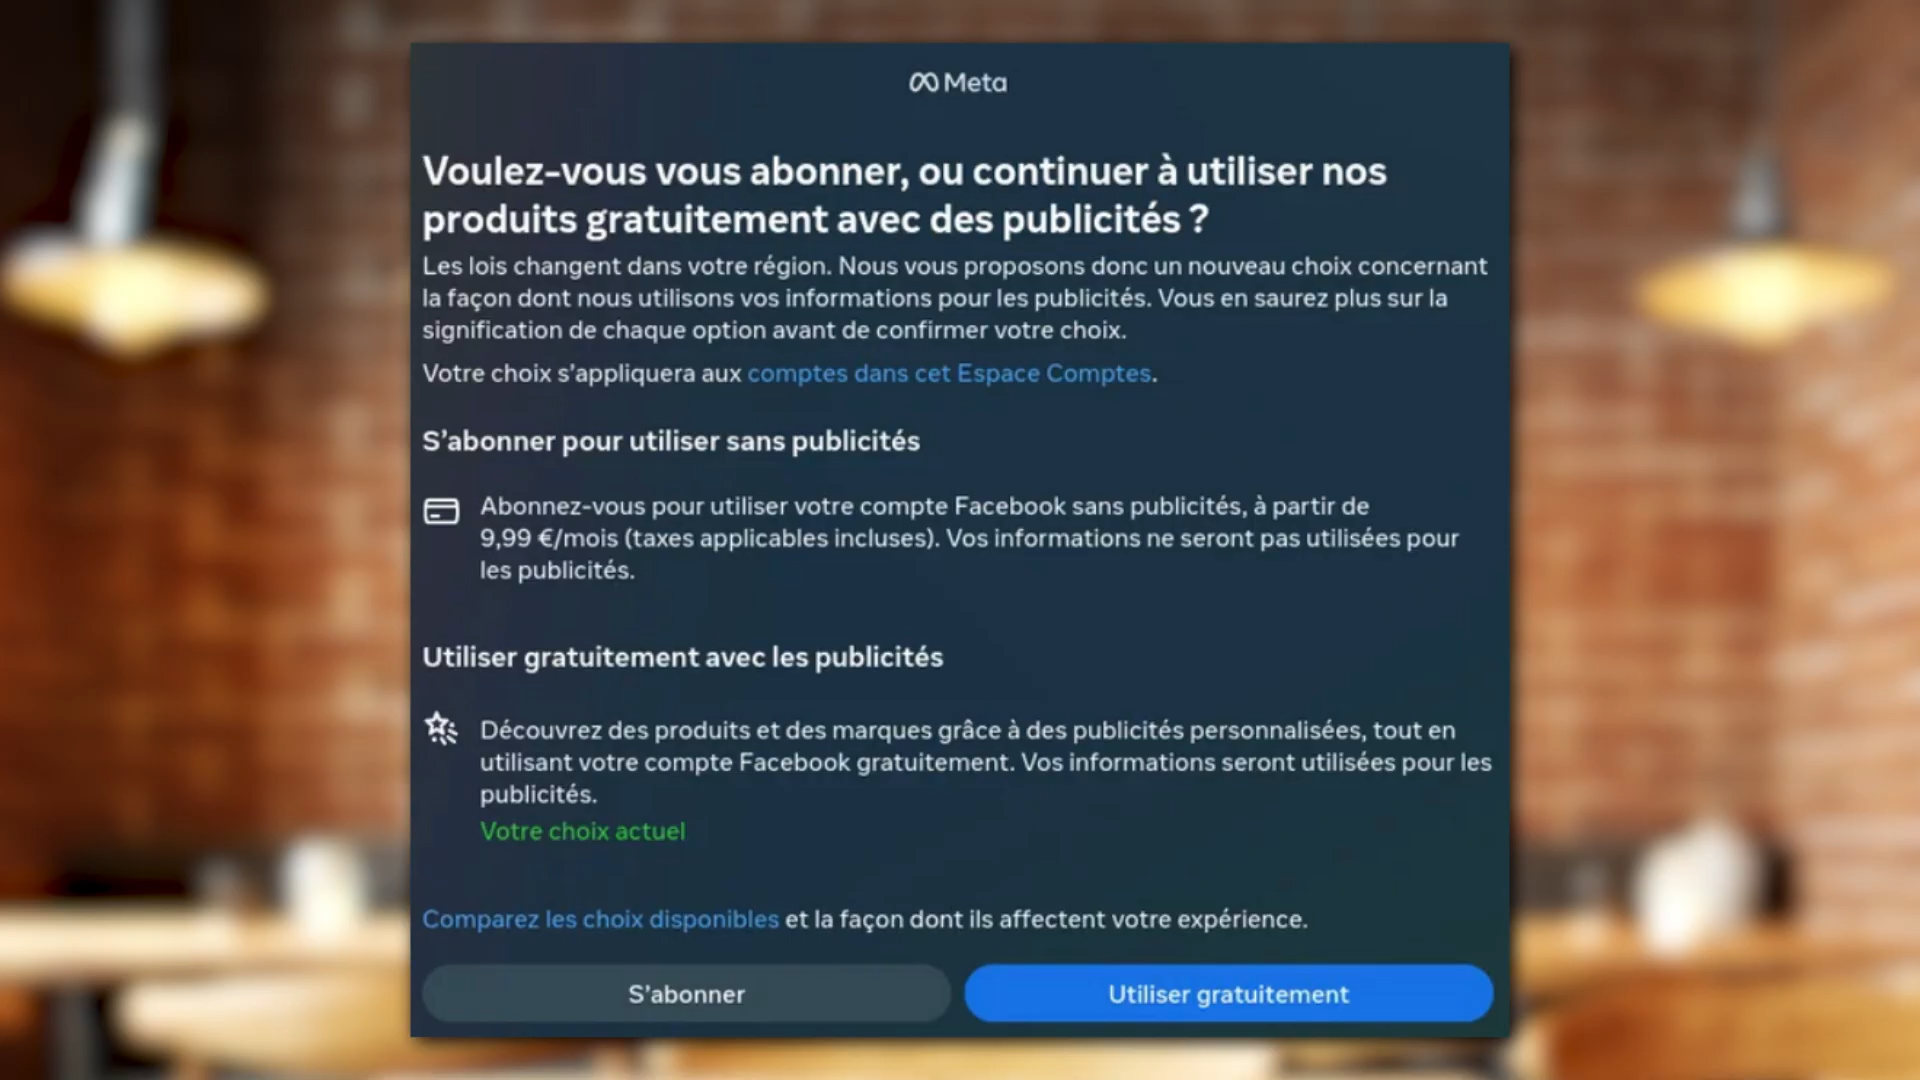 Meta
Voulez-vous vous abonner, ou continuer à utiliser nos
produits gratuitement avec des publicités ?
Les lois changent dans votre région. Nous vous proposons donc un nouveau choix concernant
la façon dont nous utilisons vos informations pour les publicités. Vous en saurez plus sur la
signification de chaque option avant de confirmer votre choix.
Votre choix s’appliquera aux comptes dans cet Espace Comptes.
S’abonner pour utiliser sans publicités
Abonnez-vous pour utiliser votre compte Facebook sans publicités, à partir de
9,99 €/mois (taxes applicables incluses). Vos informations ne seront pas utilisées pour
les publicités.
Utiliser gratuitement avec les publicités
Découvrez des produits et des marques grâce à des publicités personnalisées, tout en
utilisant votre compte Facebook gratuitement. Vos informations seront utilisées pour les
publicités.
Votre choix actuel
Comparez les choix disponibles et la façon dont ils affectent votre expérience.
S’abonner
Utiliser gratuitement